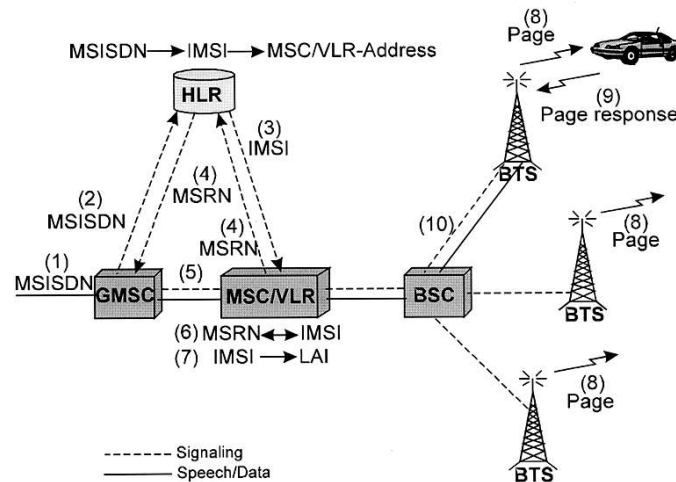 MSISDN IMSI MSC/VLR-Address
HLR
(8)
Page
(9)
Page response
BTS
(3)
IMSI
(4)
MSRN
(2)
MSISDN
(4)
MSRN
(10)
(8)
Page
BTS
(1)
MSISDN
GMSC
(5)
MSC/VLR
BSC
(6) MSRN IMSI
(7) IMSI LAI
(8)
Page
BTS
Signaling
Speech/Data